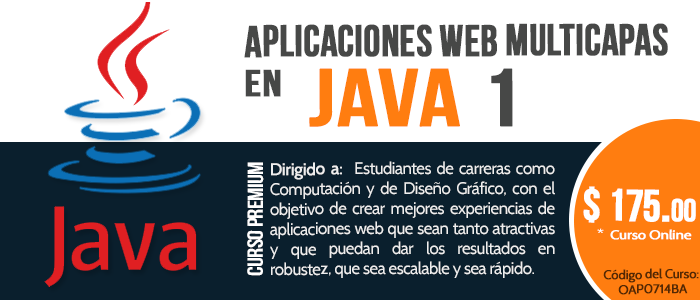 APLICACIONES WEB MULTICAPAS
EN JAVA 1
Java
CURSO PREMIUM
Dirigido a: Estudiantes de carreras como
Computación y de Diseño Gráfico, con el
objetivo de crear mejores experiencias de
aplicaciones web que sean tanto atractivas
y que puedan dar los resultados en
robustez, que sea escalable y sea rápido.
$ 175.00
* Curso Online
Código del Curso:
OAPO714BA